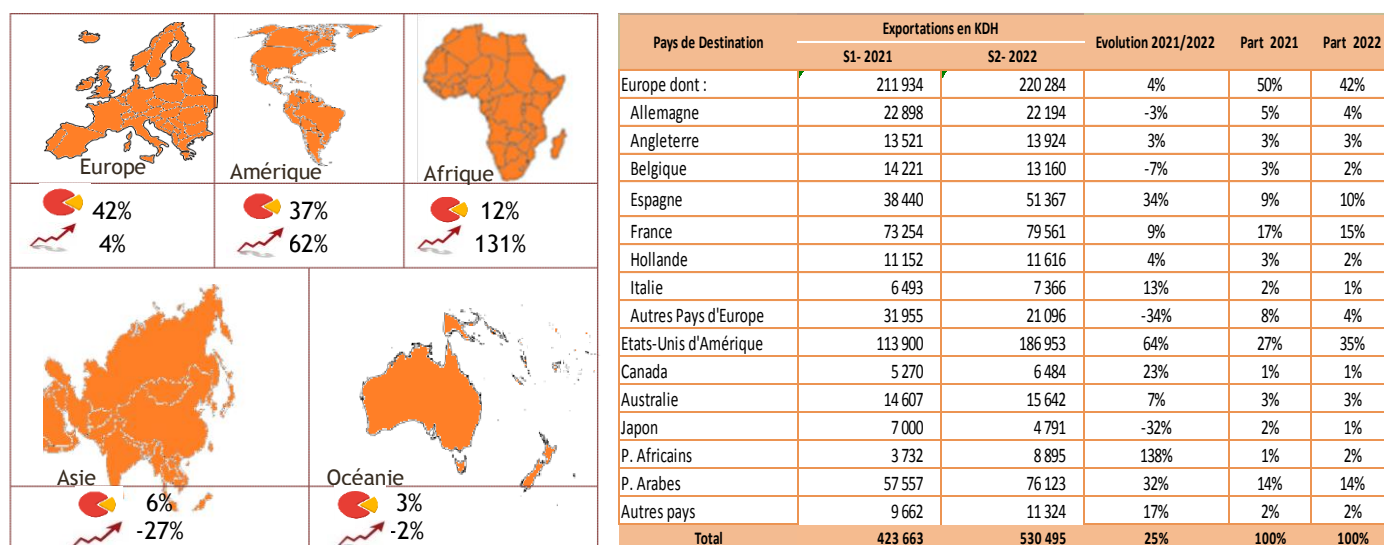 Europe
42%
4%
Amérique
37%
62%
Afrique
12%
131%
Asie
6%
-27%
Océanie
3%
-2%
Pays de Destination Exportations en KDH Evolution 2021/2022 Part 2021 Part 2022
S1- 2021 S2- 2022
Europe dont : 211 934 220 284 4% 50% 42%
Allemagne 22 898 22 194 -3% 5% 4%
Angleterre 13 521 13 924 3% 3% 3%
Belgique 14 221 13 160 -7% 3% 2%
Espagne 38 440 51 367 34% 9% 10%
France 73 254 79 561 9% 17% 15%
Hollande 11 152 11 616 4% 3% 2%
Italie 6 493 7 366 13% 2% 1%
Autres Pays d'Europe 31 955 21 096 -34% 8% 4%
Etats-Unis d'Amérique 113 900 186 953 64% 27% 35%
Canada 5 270 6 484 23% 1% 1%
Australie 14 607 15 642 7% 3% 3%
Japon 7 000 4 791 -32% 2% 1%
P. Africains 3 732 8 895 138% 1% 2%
P. Arabes 57 557 76 123 32% 14% 14%
Autres pays 9 662 11 324 17% 2% 2%
Total 423 663 530 495 25% 100% 100%